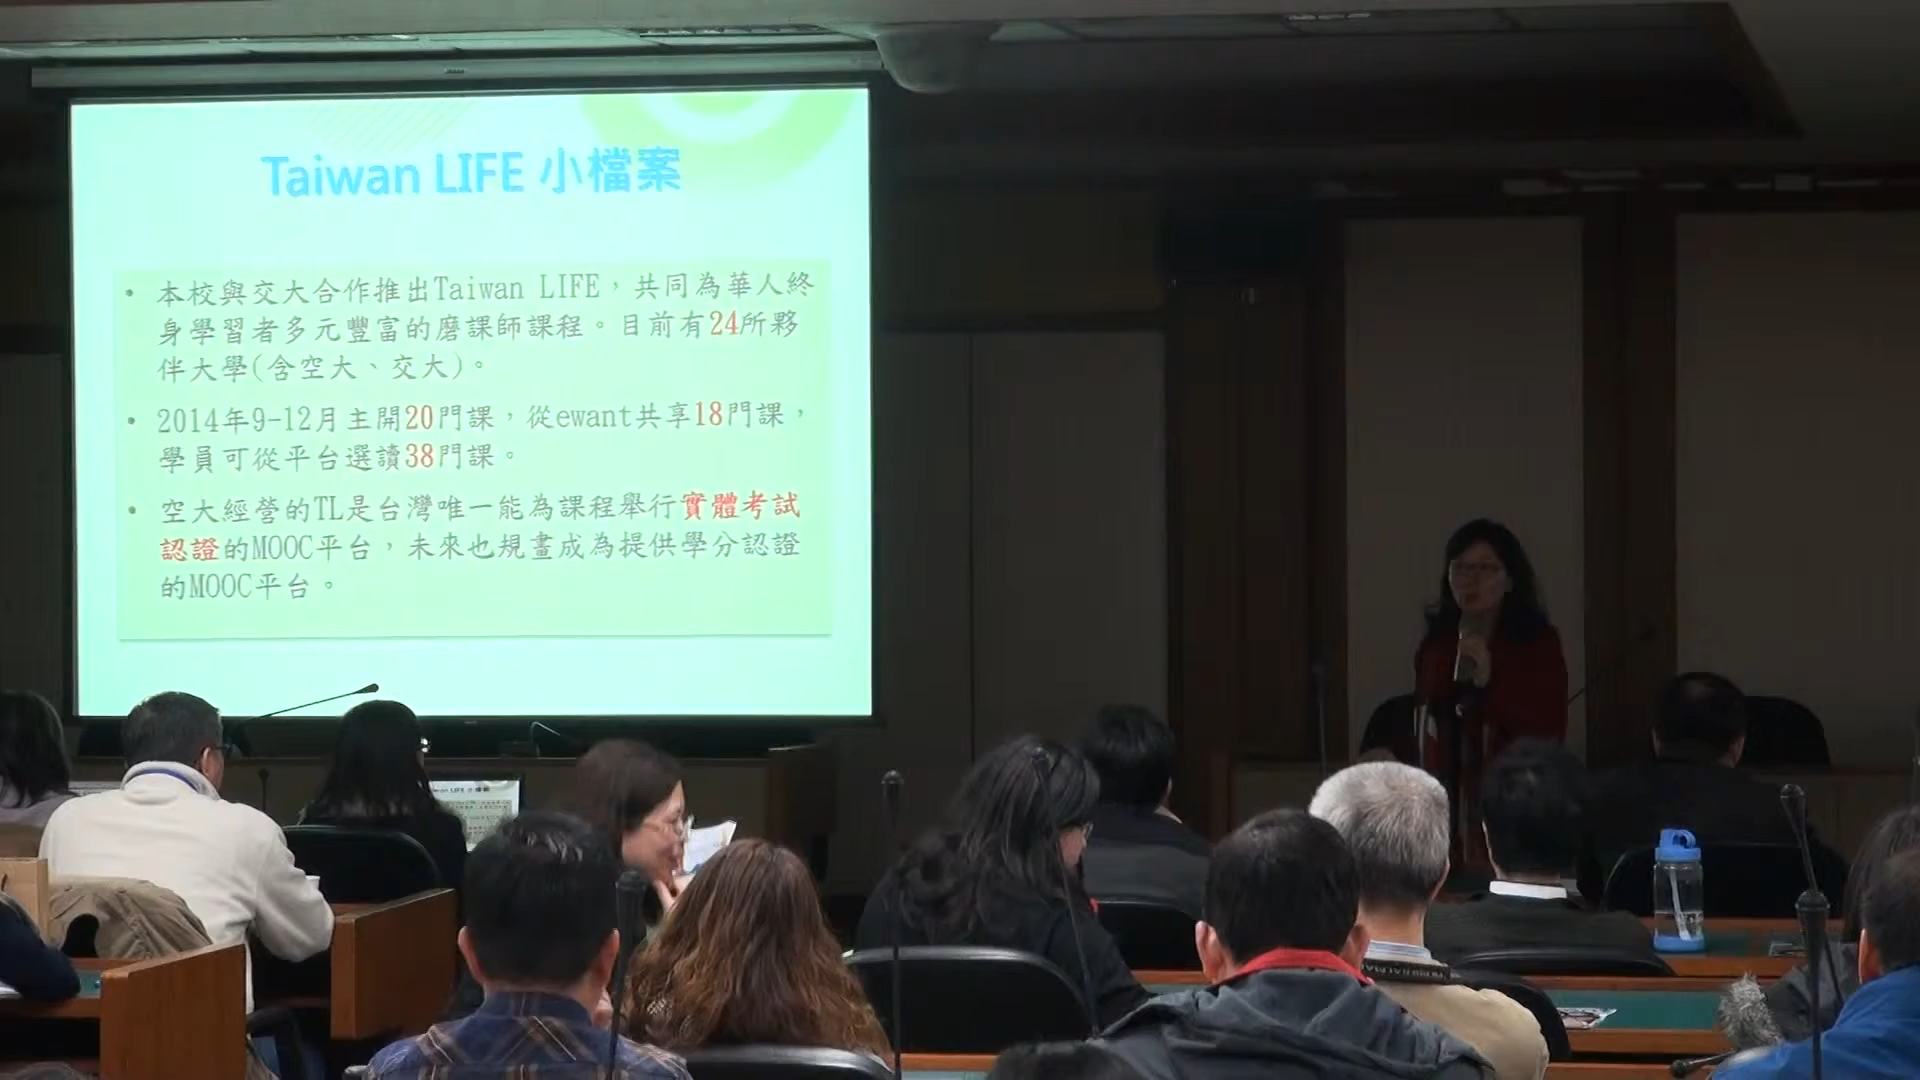 Taiwan LIFE 小檔案
• 本校與交大合作推出Taiwan LIFE，共同為華人終
身學習者多元豐富的磨課師課程。目前有24所夥
伴大學(含空大、交大)。
• 2014年9-12月主開20門課，從ewant共享18門課，
學員可從平台選讀38門課。
• 空大經營的TL是台灣唯一能為課程舉行實體考試
認證的MOOC平台，未來也規畫成為提供學分認證
的MOOC平台。